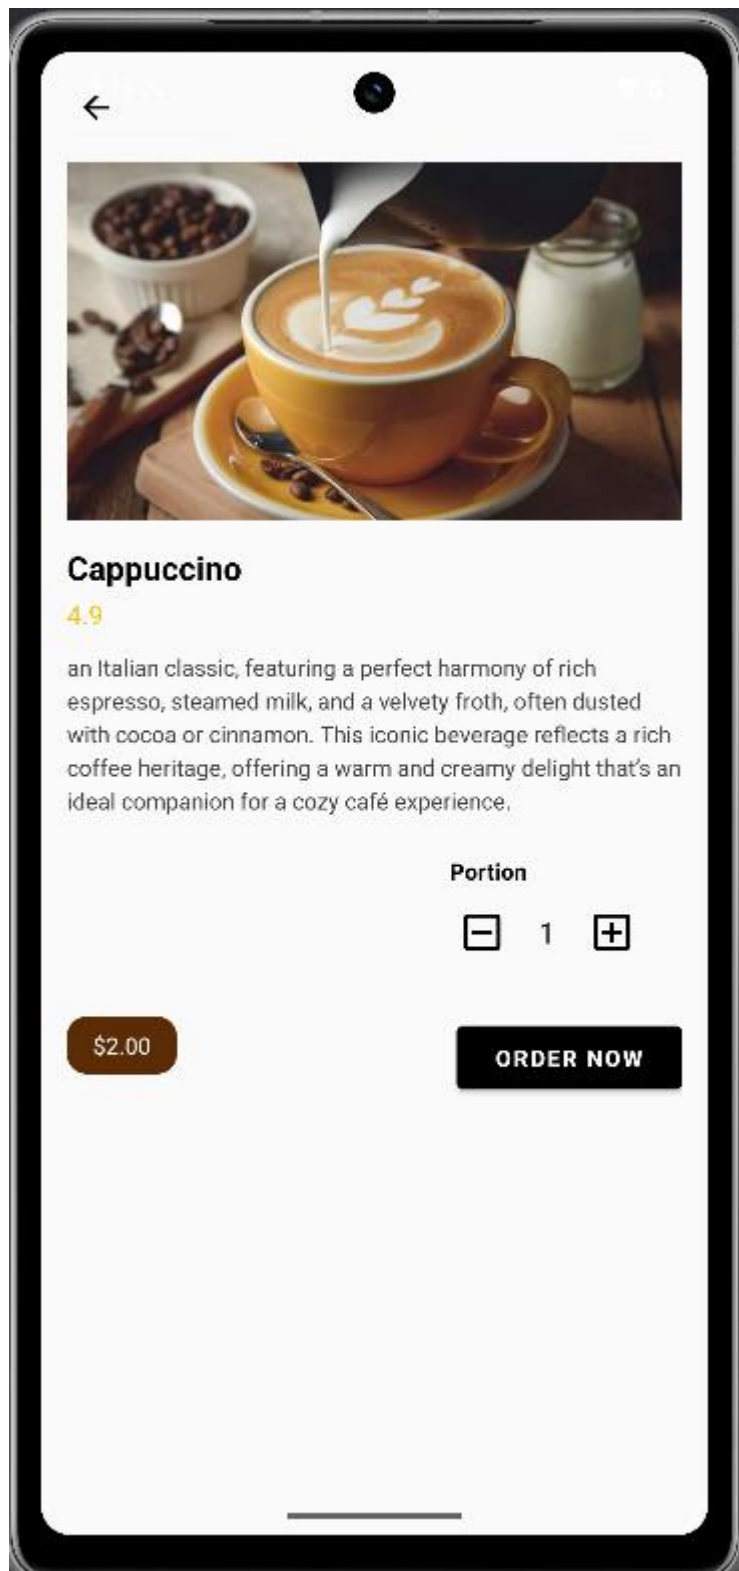 Cappuccino
4.9
an Italian classic, featuring a perfect harmony of rich
espresso, steamed milk, and a velvety froth, often dusted
with cocoa or cinnamon. This iconic beverage reflects a rich
coffee heritage, offering a warm and creamy delight that's an
ideal companion for a cozy café experience.
Portion
1
$2.00
ORDER NOW